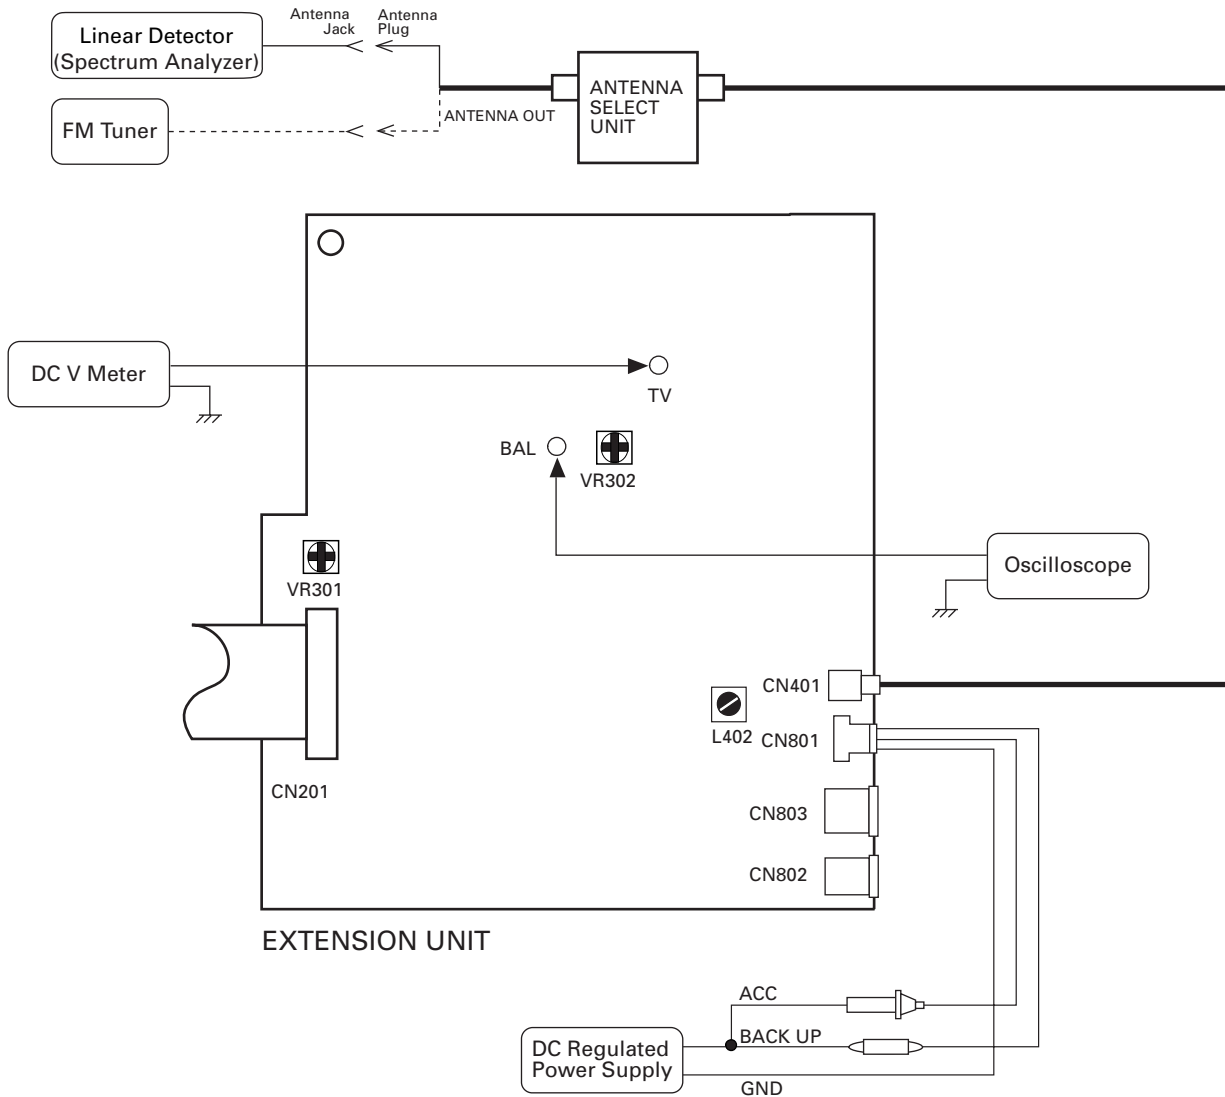 Linear Detector
(Spectrum Analyzer)
Antenna
Jack
Antenna
Plug
FM Tuner
ANTENNA OUT
ANTENNA
SELECT
UNIT
DC V Meter
TV
BAL
VR302
VR301
Oscilloscope
CN401
L402
CN801
CN201
CN803
CN802
EXTENSION UNIT
ACC
BACK UP
DC Regulated
Power Supply
GND